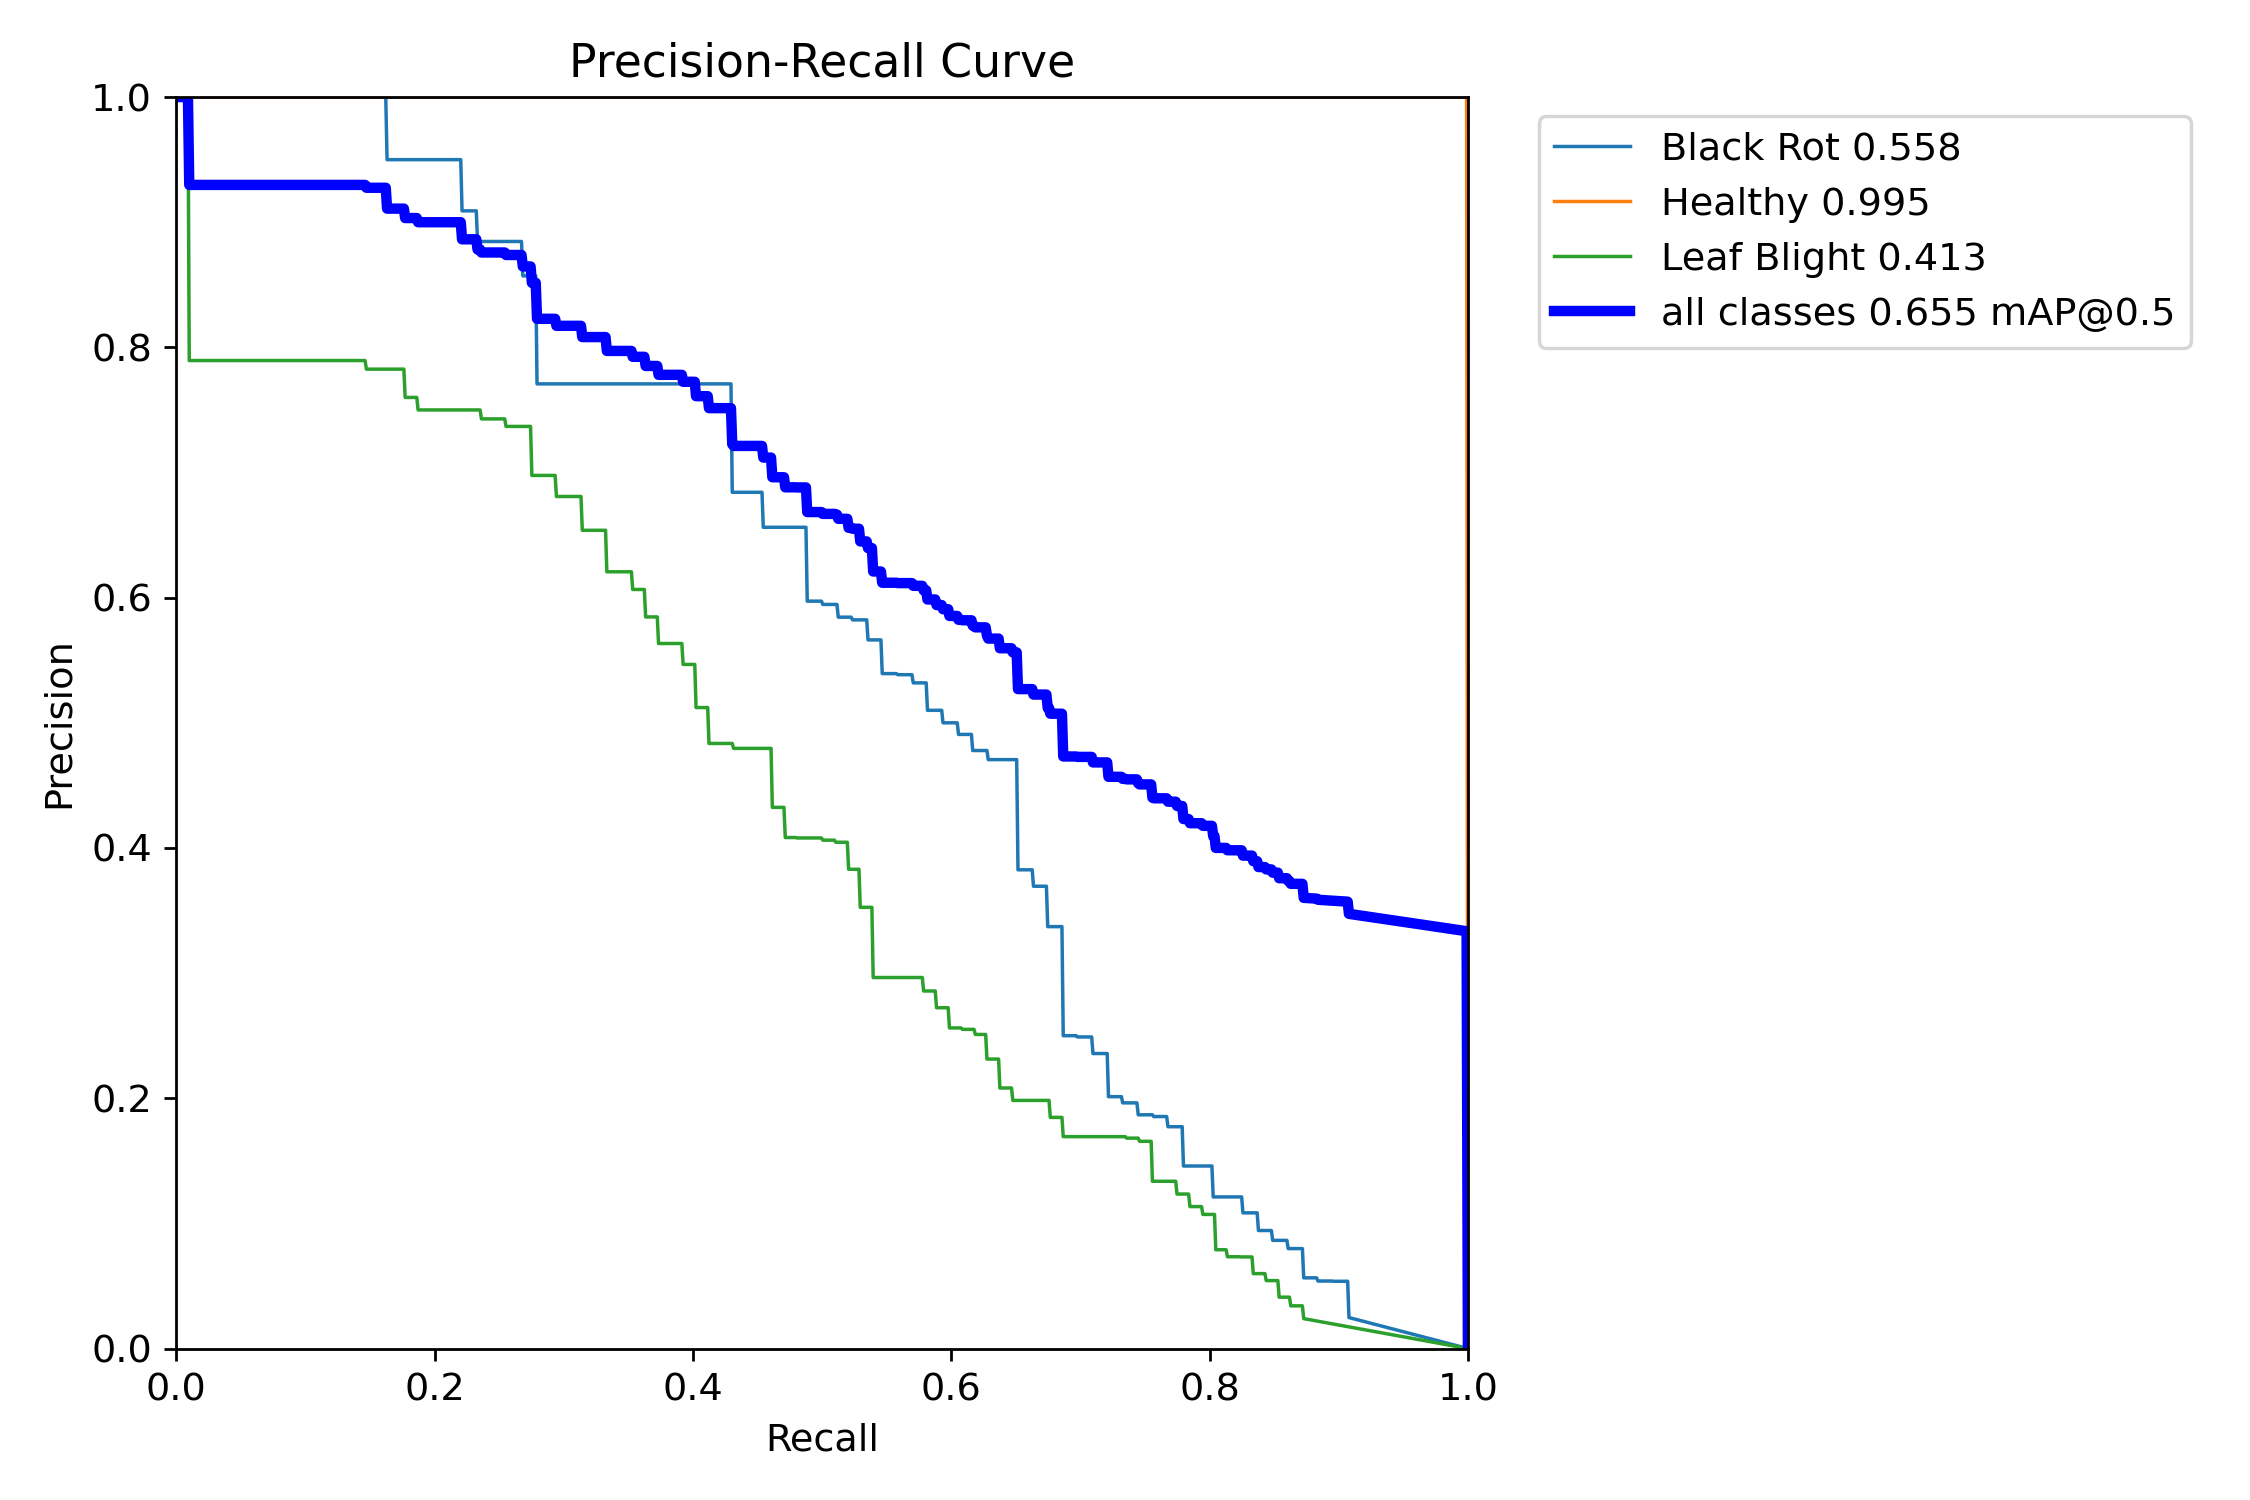 Precision-Recall Curve
1.0
0.8
0.6
0.4
0.2
0.0
Precision
0.0 0.2 0.4 0.6 0.8 1.0
Recall
Black Rot 0.558
Healthy 0.995
Leaf Blight 0.413
all classes 0.655 mAP@0.5